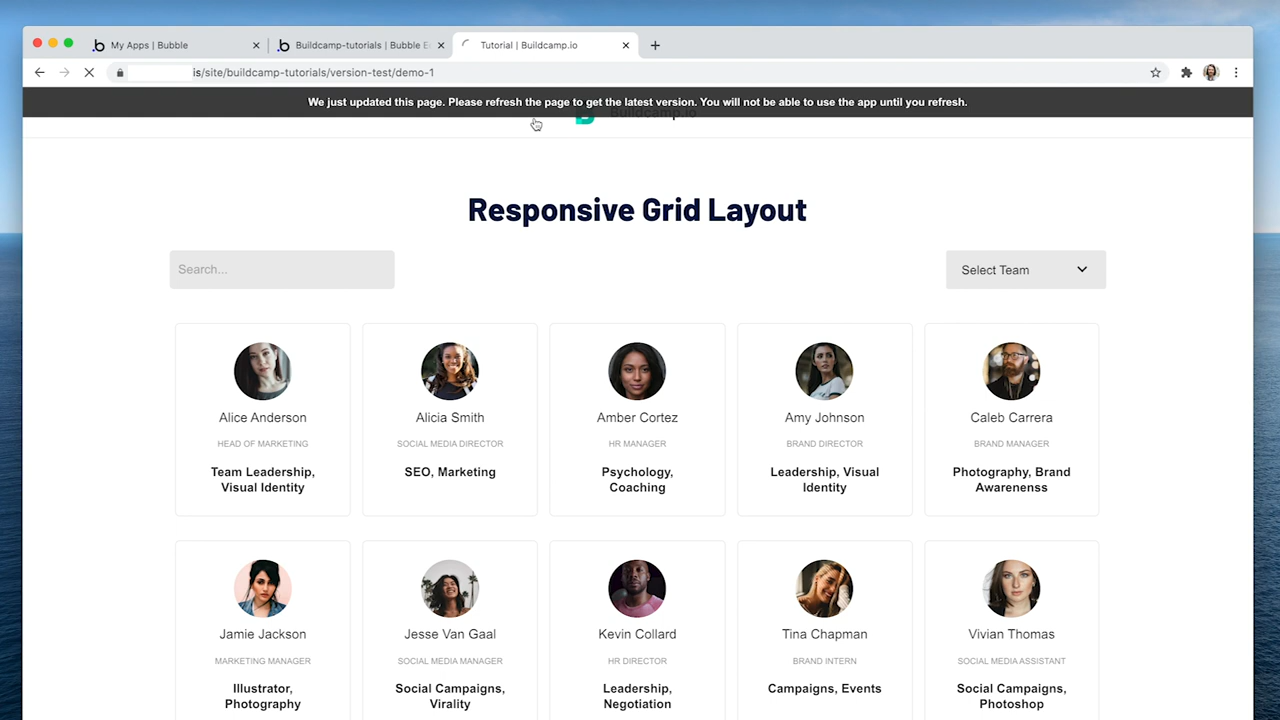 My Apps | Bubble
Buildcamp-tutorials | Bubble E
Tutorial | Buildcamp.io
is/site/buildcamp-tutorials/version-test/demo-1
We just updated this page. Please refresh the page to get the latest version. You will not be able to use the app until you refresh.
Buildcamp.io
Responsive Grid Layout
Search...
Select Team
Alice Anderson
Alicia Smith
Amber Cortez
Amy Johnson
Caleb Carrera
HEAD OF MARKETING
SOCIAL MEDIA DIRECTOR
HR MANAGER
BRAND DIRECTOR
BRAND MANAGER
Team Leadership,
Visual Identity
SEO, Marketing
Psychology,
Coaching
Leadership, Visual
Identity
Photography, Brand
Awarenenss
Jamie Jackson
Jesse Van Gaal
Kevin Collard
Tina Chapman
Vivian Thomas
MARKETING MANAGER
SOCIAL MEDIA MANAGER
HR DIRECTOR
BRAND INTERN
SOCIAL MEDIA ASSISTANT
Illustrator,
Photography
Social Campaigns,
Virality
Leadership,
Negotiation
Campaigns, Events
Social Campaigns,
Photoshop